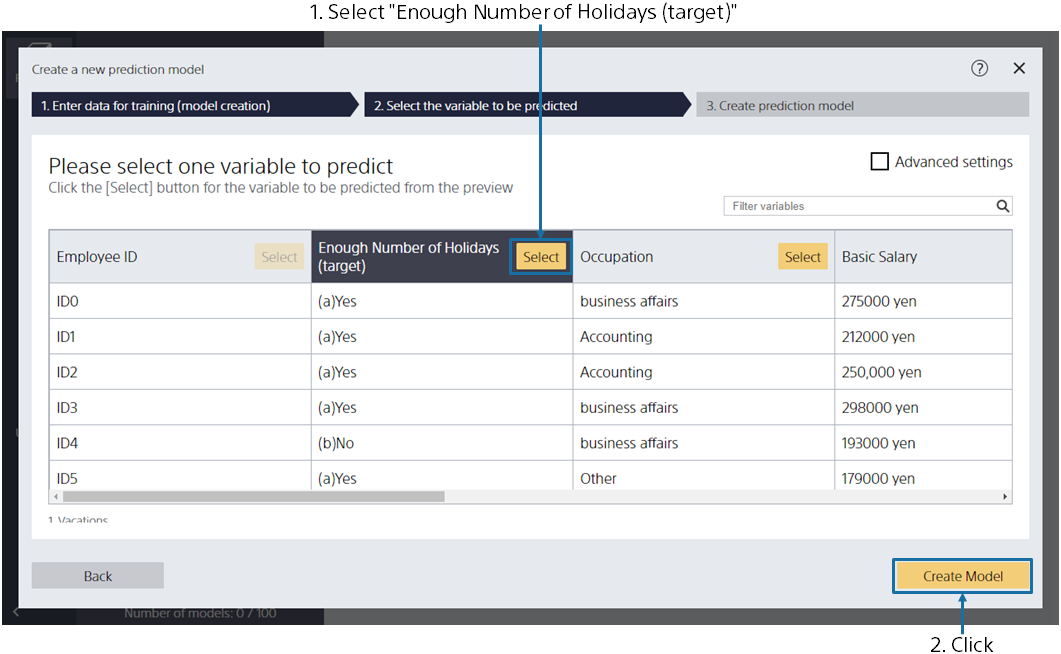 1. Select "Enough Number of Holidays (target)"
Create a new prediction model
?
1. Enter data for training (model creation)
2. Select the variable to be predicted
3. Create prediction model
Please select one variable to predict
Advanced settings
Click the [Select] button for the variable to be predicted from the preview
Filter variables
Employee ID
Select
Enough Number of Holidays
(target)
Select
Occupation
Select
Basic Salary
ID0
(a)Yes
business affairs
275000 yen
ID1
(a)Yes
Accounting
212000 yen
ID2
(a)Yes
Accounting
250,000 yen
ID3
(a)Yes
business affairs
298000 yen
ID4
(b)No
business affairs
193000 yen
ID5
(a)Yes
Other
179000 yen
1 Vacations
Back
Create Model
Number of models: 0 / 100
2. Click